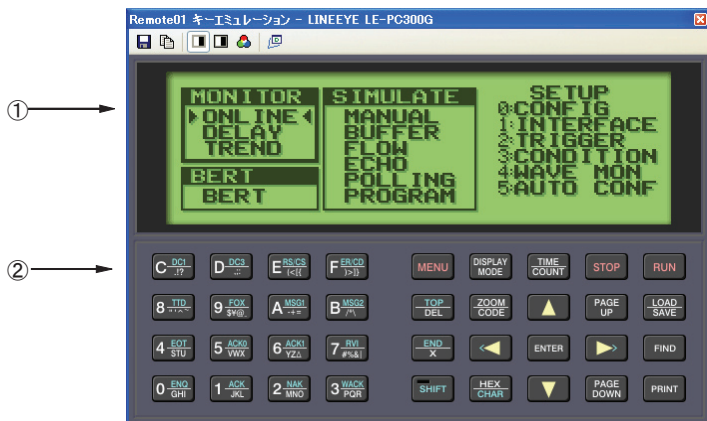 Remote01 キーエミュレーション - LINEEYE LE-PC300G
①
MONITOR
ONLINE
DELAY
TREND
BERT
BERT
SIMULATE
MANUAL
BUFFER
FLOW
ECHO
POLLING
PROGRAM
SETUP
0:CONFIG
1:INTERFACE
2:TRIGGER
3:CONDITION
4:WAVE MON
5:AUTO CONF
②
C DC1 .!? D DC3 .:; E RS/CS (<[{ F ER/CD )>]} MENU DISPLAY MODE TIME COUNT STOP RUN
8 TTD "'^~ 9 FOX $¥@_ A MSG1 -+= B MSG2 /*\ TOP DEL ZOOM CODE PAGE UP LOAD SAVE
4 EOT STU 5 ACK0 VWX 6 ACK1 YZ△ 7 RVI #%&| END X ENTER FIND
0 ENQ GHI 1 ACK JKL 2 NAK MNO 3 WACK PQR SHIFT HEX CHAR PAGE DOWN PRINT